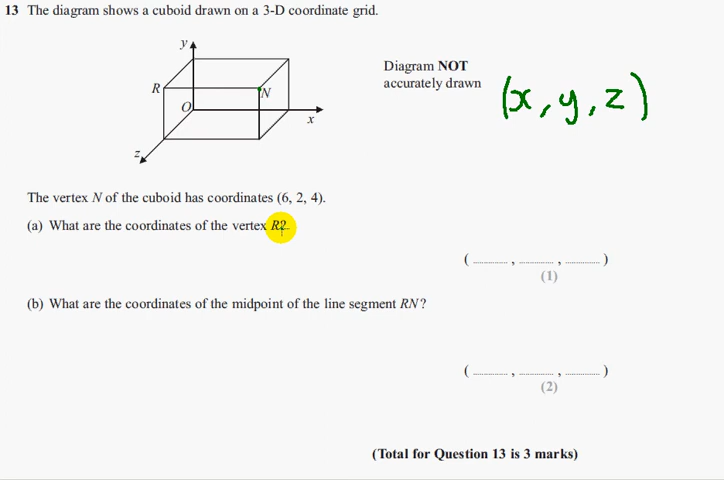 13 The diagram shows a cuboid drawn on a 3-D coordinate grid.
y
Diagram NOT
accurately drawn
(x, y, z)
R
N
O
x
z
The vertex N of the cuboid has coordinates (6, 2, 4).
(a) What are the coordinates of the vertex R?
( ............ , ............ , ............ )
(1)
(b) What are the coordinates of the midpoint of the line segment RN?
( ............ , ............ , ............ )
(2)
(Total for Question 13 is 3 marks)